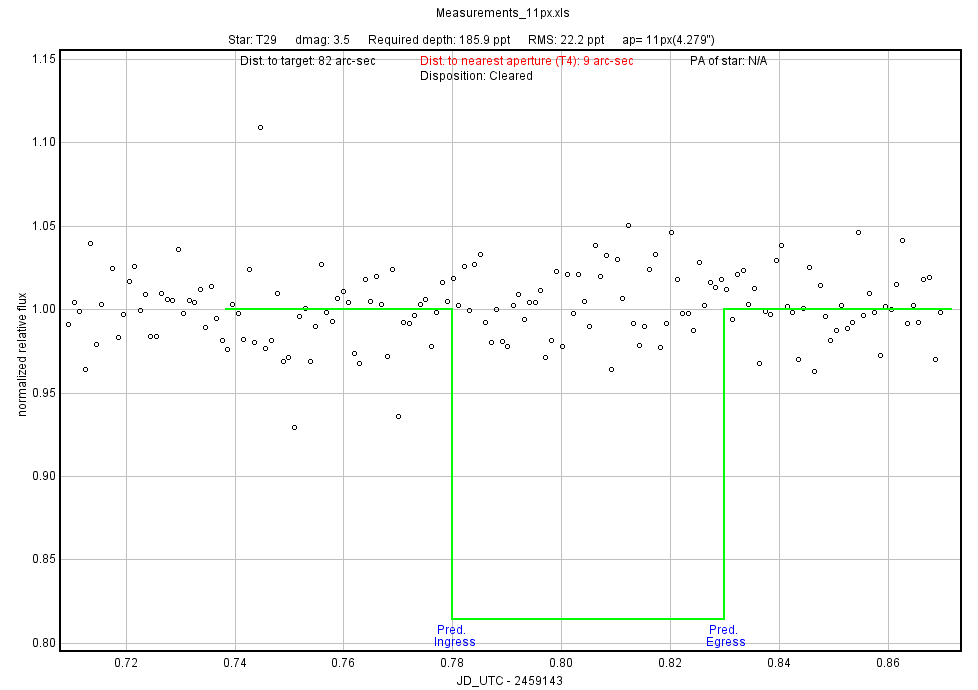 Measurements_11px.xls
Star: T29 dmag: 3.5 Required depth: 185.9 ppt RMS: 22.2 ppt ap= 11px(4.279")
Dist. to target: 82 arc-sec Dist. to nearest aperture (T4): 9 arc-sec PA of star: N/A
Disposition: Cleared
1.15
1.10
1.05
1.00
0.95
0.90
0.85
0.80
normalized relative flux
Pred. Ingress
Pred. Egress
0.72 0.74 0.76 0.78 0.80 0.82 0.84 0.86
JD_UTC - 2459143